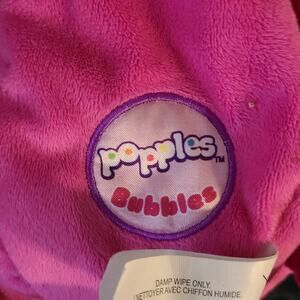 popples™
Bubbles
DAMP WIPE ONLY.
NETTOYER AVEC CHIFFON HUMIDE.